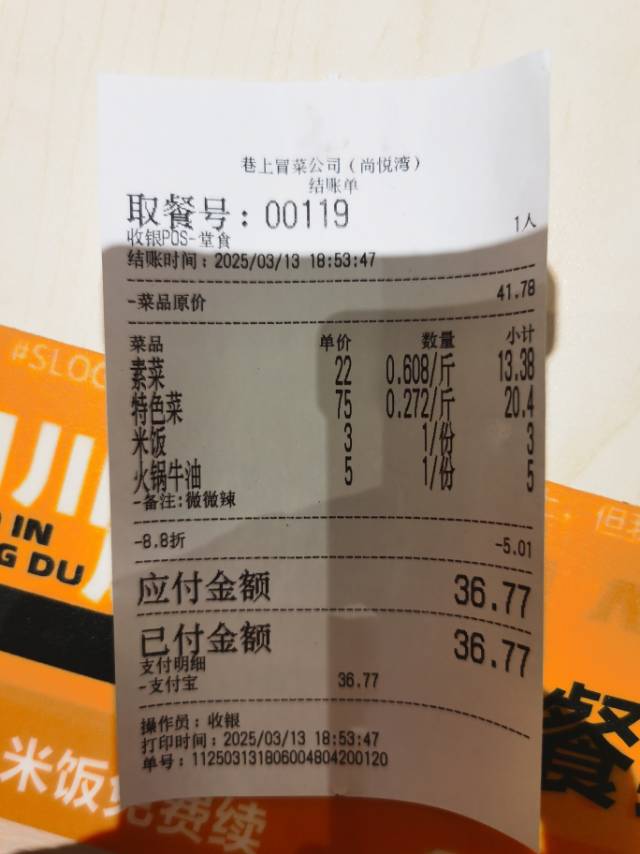 巷上冒菜公司（尚悦湾）
结账单
取餐号：00119
1人
收银POS-堂食
结账时间：2025/03/13 18:53:47
-菜品原价 41.78
菜品 单价 数量 小计
素菜 22 0.608/斤 13.38
特色菜 75 0.272/斤 20.4
米饭 3 1/份 3
火锅牛油 5 1/份 5
-备注:微微辣
-8.8折 -5.01
应付金额 36.77
已付金额 36.77
支付明细
-支付宝 36.77
操作员：收银
打印时间：2025/03/13 18:53:47
单号：112503131806004804200120
#SLOC
川
IN
G DU
但
餐
米饭免费续